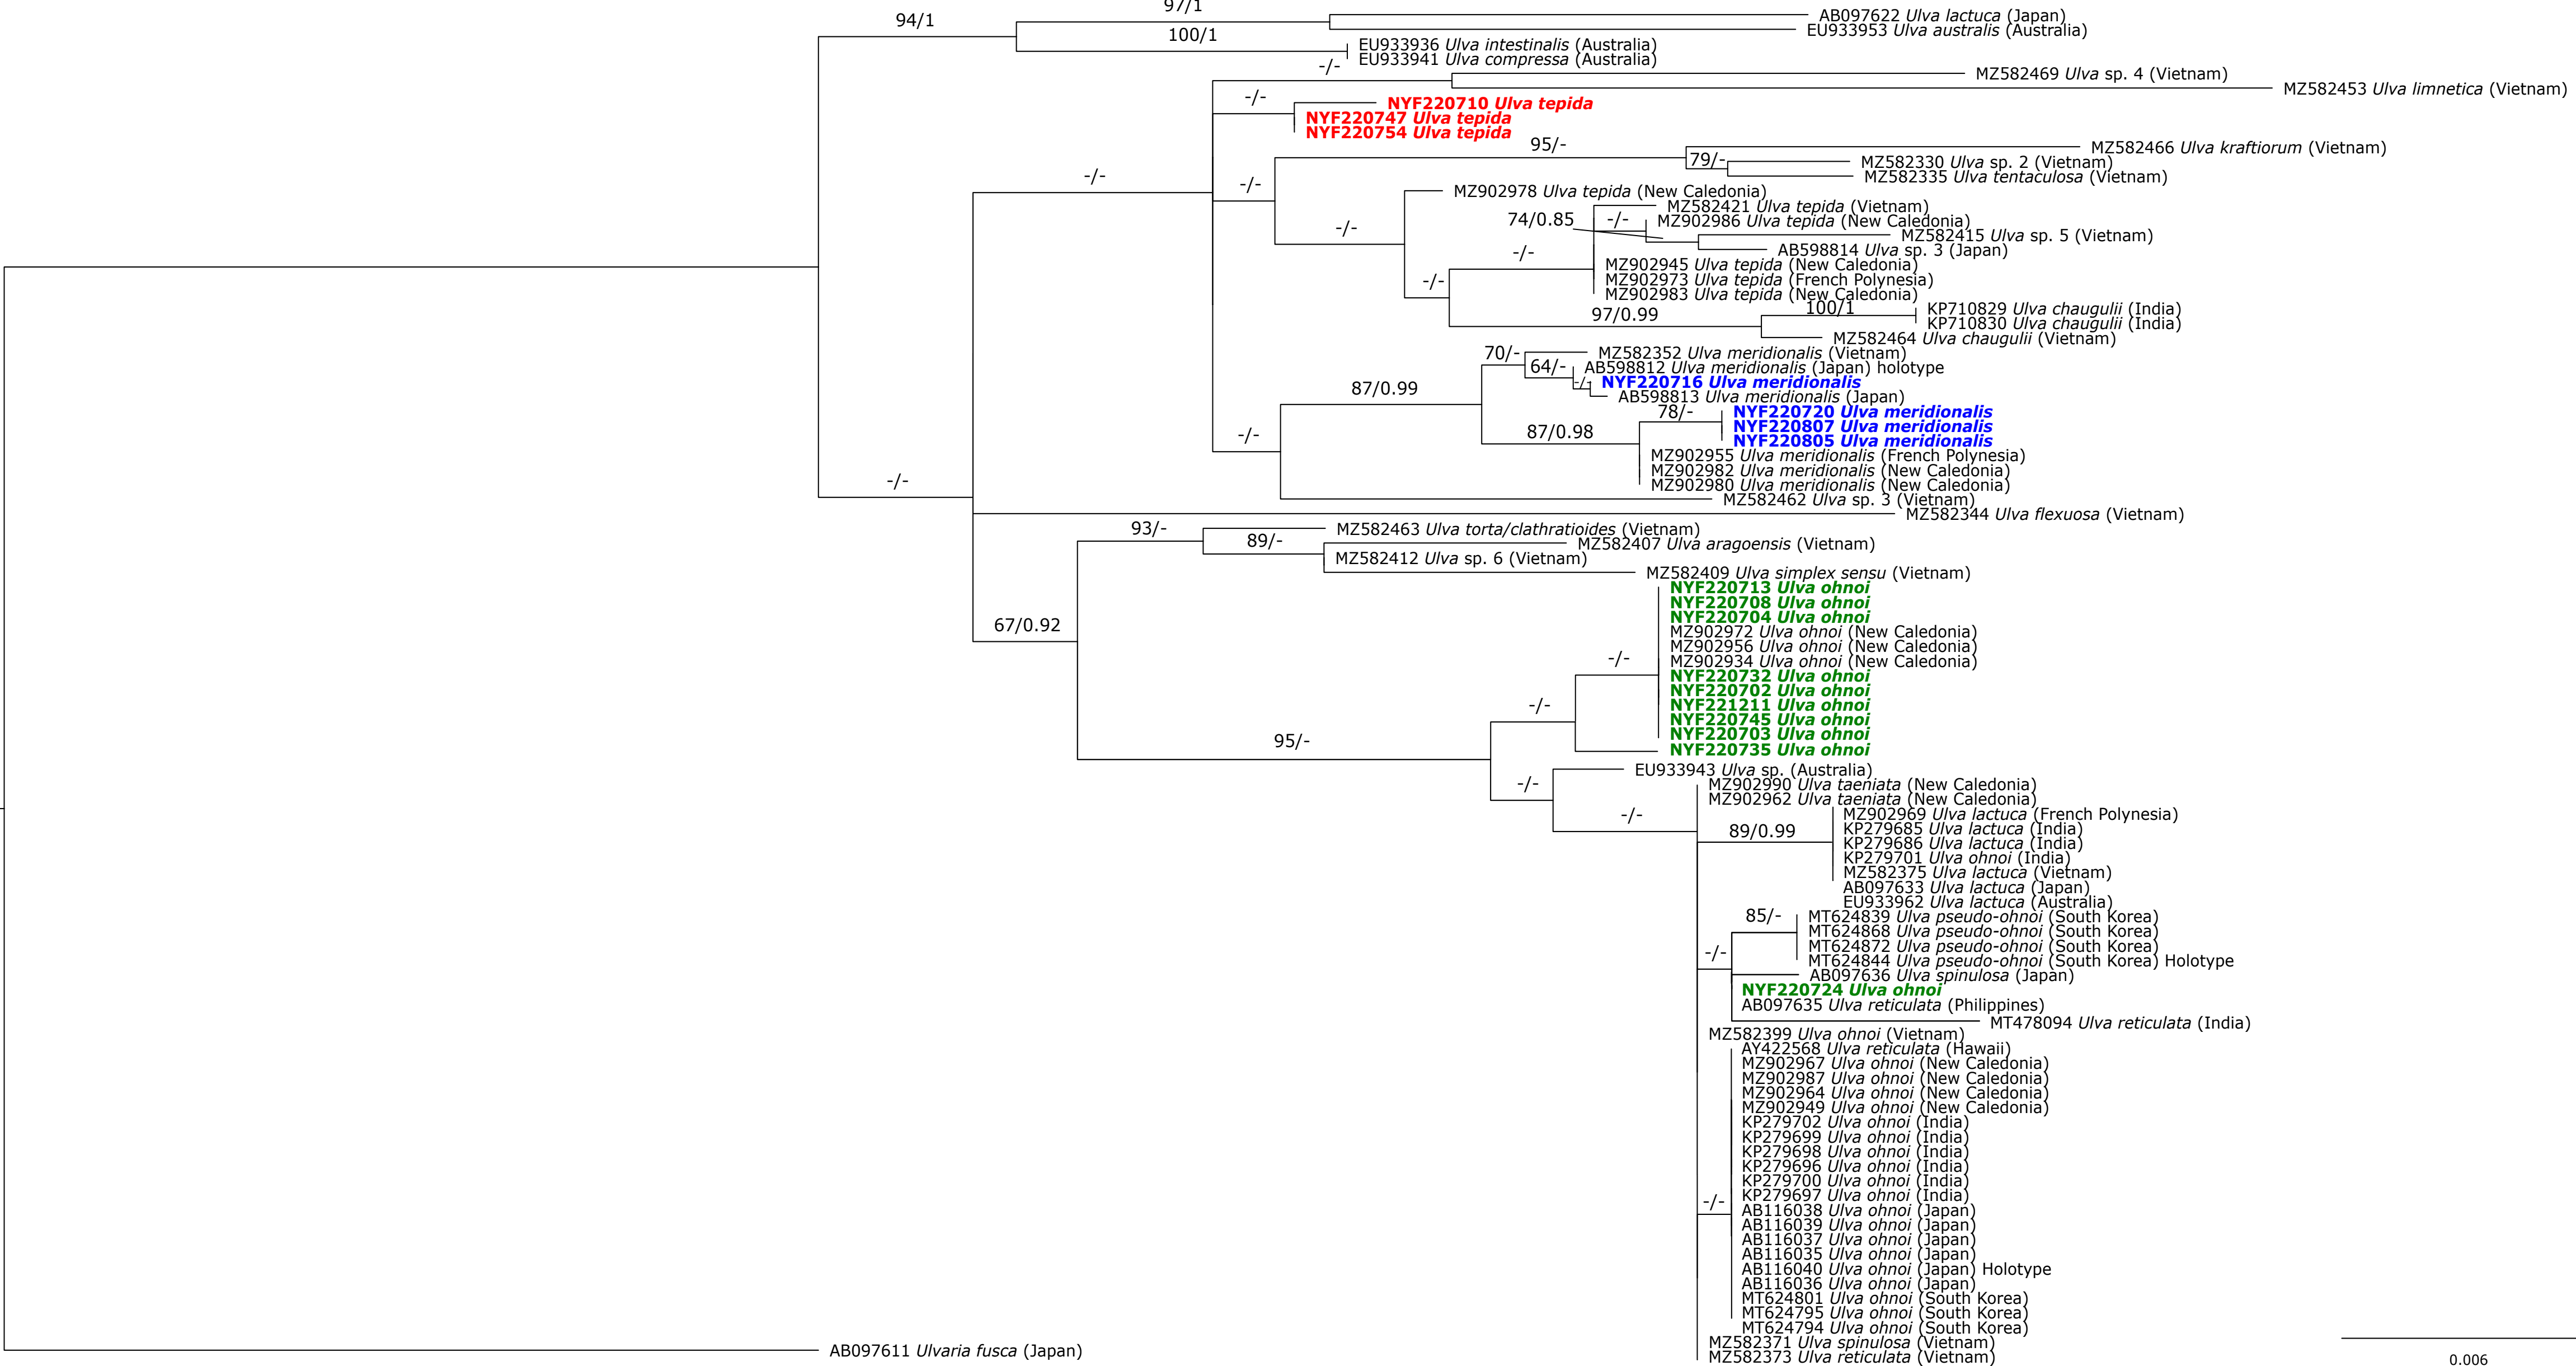 97/1
94/1
AB097622 Ulva lactuca (Japan)
EU933953 Ulva australis (Australia)
100/1
EU933936 Ulva intestinalis (Australia)
EU933941 Ulva compressa (Australia)
-/-
MZ582469 Ulva sp. 4 (Vietnam)
MZ582453 Ulva limnetica (Vietnam)
-/-
NYF220710 Ulva tepida
NYF220747 Ulva tepida
NYF220754 Ulva tepida
95/-
MZ582466 Ulva kraftiorum (Vietnam)
79/-
MZ582330 Ulva sp. 2 (Vietnam)
MZ582335 Ulva tentaculosa (Vietnam)
-/-
-/-
MZ902978 Ulva tepida (New Caledonia)
MZ582421 Ulva tepida (Vietnam)
74/0.85
-/-
MZ902986 Ulva tepida (New Caledonia)
-/-
MZ582415 Ulva sp. 5 (Vietnam)
AB598814 Ulva sp. 3 (Japan)
-/-
MZ902945 Ulva tepida (New Caledonia)
MZ902973 Ulva tepida (French Polynesia)
-/-
MZ902983 Ulva tepida (New Caledonia)
100/1
KP710829 Ulva chaugulii (India)
97/0.99
KP710830 Ulva chaugulii (India)
MZ582464 Ulva chaugulii (Vietnam)
70/-
MZ582352 Ulva meridionalis (Vietnam)
64/-
AB598812 Ulva meridionalis (Japan) holotype
-/-
NYF220716 Ulva meridionalis
87/0.99
AB598813 Ulva meridionalis (Japan)
78/-
NYF220720 Ulva meridionalis
NYF220807 Ulva meridionalis
87/0.98
NYF220805 Ulva meridionalis
-/-
MZ902955 Ulva meridionalis (French Polynesia)
MZ902982 Ulva meridionalis (New Caledonia)
-/-
MZ902980 Ulva meridionalis (New Caledonia)
MZ582462 Ulva sp. 3 (Vietnam)
MZ582344 Ulva flexuosa (Vietnam)
93/-
MZ582463 Ulva torta/clathratioides (Vietnam)
89/-
MZ582407 Ulva aragoensis (Vietnam)
MZ582412 Ulva sp. 6 (Vietnam)
MZ582409 Ulva simplex sensu (Vietnam)
NYF220713 Ulva ohnoi
NYF220708 Ulva ohnoi
NYF220704 Ulva ohnoi
67/0.92
MZ902972 Ulva ohnoi (New Caledonia)
MZ902956 Ulva ohnoi (New Caledonia)
-/-
MZ902934 Ulva ohnoi (New Caledonia)
NYF220732 Ulva ohnoi
NYF220702 Ulva ohnoi
-/-
NYF221211 Ulva ohnoi
NYF220745 Ulva ohnoi
NYF220703 Ulva ohnoi
95/-
NYF220735 Ulva ohnoi
EU933943 Ulva sp. (Australia)
-/-
MZ902990 Ulva taeniata (New Caledonia)
MZ902962 Ulva taeniata (New Caledonia)
-/-
MZ902969 Ulva lactuca (French Polynesia)
89/0.99
KP279685 Ulva lactuca (India)
KP279686 Ulva lactuca (India)
KP279701 Ulva ohnoi (India)
MZ582375 Ulva lactuca (Vietnam)
AB097633 Ulva lactuca (Japan)
EU933962 Ulva lactuca (Australia)
85/-
MT624839 Ulva pseudo-ohnoi (South Korea)
MT624868 Ulva pseudo-ohnoi (South Korea)
-/-
MT624872 Ulva pseudo-ohnoi (South Korea)
MT624844 Ulva pseudo-ohnoi (South Korea) Holotype
AB097636 Ulva spinulosa (Japan)
NYF220724 Ulva ohnoi
AB097635 Ulva reticulata (Philippines)
MT478094 Ulva reticulata (India)
MZ582399 Ulva ohnoi (Vietnam)
AY422568 Ulva reticulata (Hawaii)
MZ902967 Ulva ohnoi (New Caledonia)
MZ902987 Ulva ohnoi (New Caledonia)
MZ902964 Ulva ohnoi (New Caledonia)
MZ902949 Ulva ohnoi (New Caledonia)
KP279702 Ulva ohnoi (India)
KP279699 Ulva ohnoi (India)
KP279698 Ulva ohnoi (India)
KP279696 Ulva ohnoi (India)
KP279700 Ulva ohnoi (India)
-/-
KP279697 Ulva ohnoi (India)
AB116038 Ulva ohnoi (Japan)
AB116039 Ulva ohnoi (Japan)
AB116037 Ulva ohnoi (Japan)
AB116035 Ulva ohnoi (Japan)
AB116040 Ulva ohnoi (Japan) Holotype
AB116036 Ulva ohnoi (Japan)
MT624801 Ulva ohnoi (South Korea)
MT624795 Ulva ohnoi (South Korea)
MT624794 Ulva ohnoi (South Korea)
MZ582371 Ulva spinulosa (Vietnam)
AB097611 Ulvaria fusca (Japan)
MZ582373 Ulva reticulata (Vietnam)
0.006